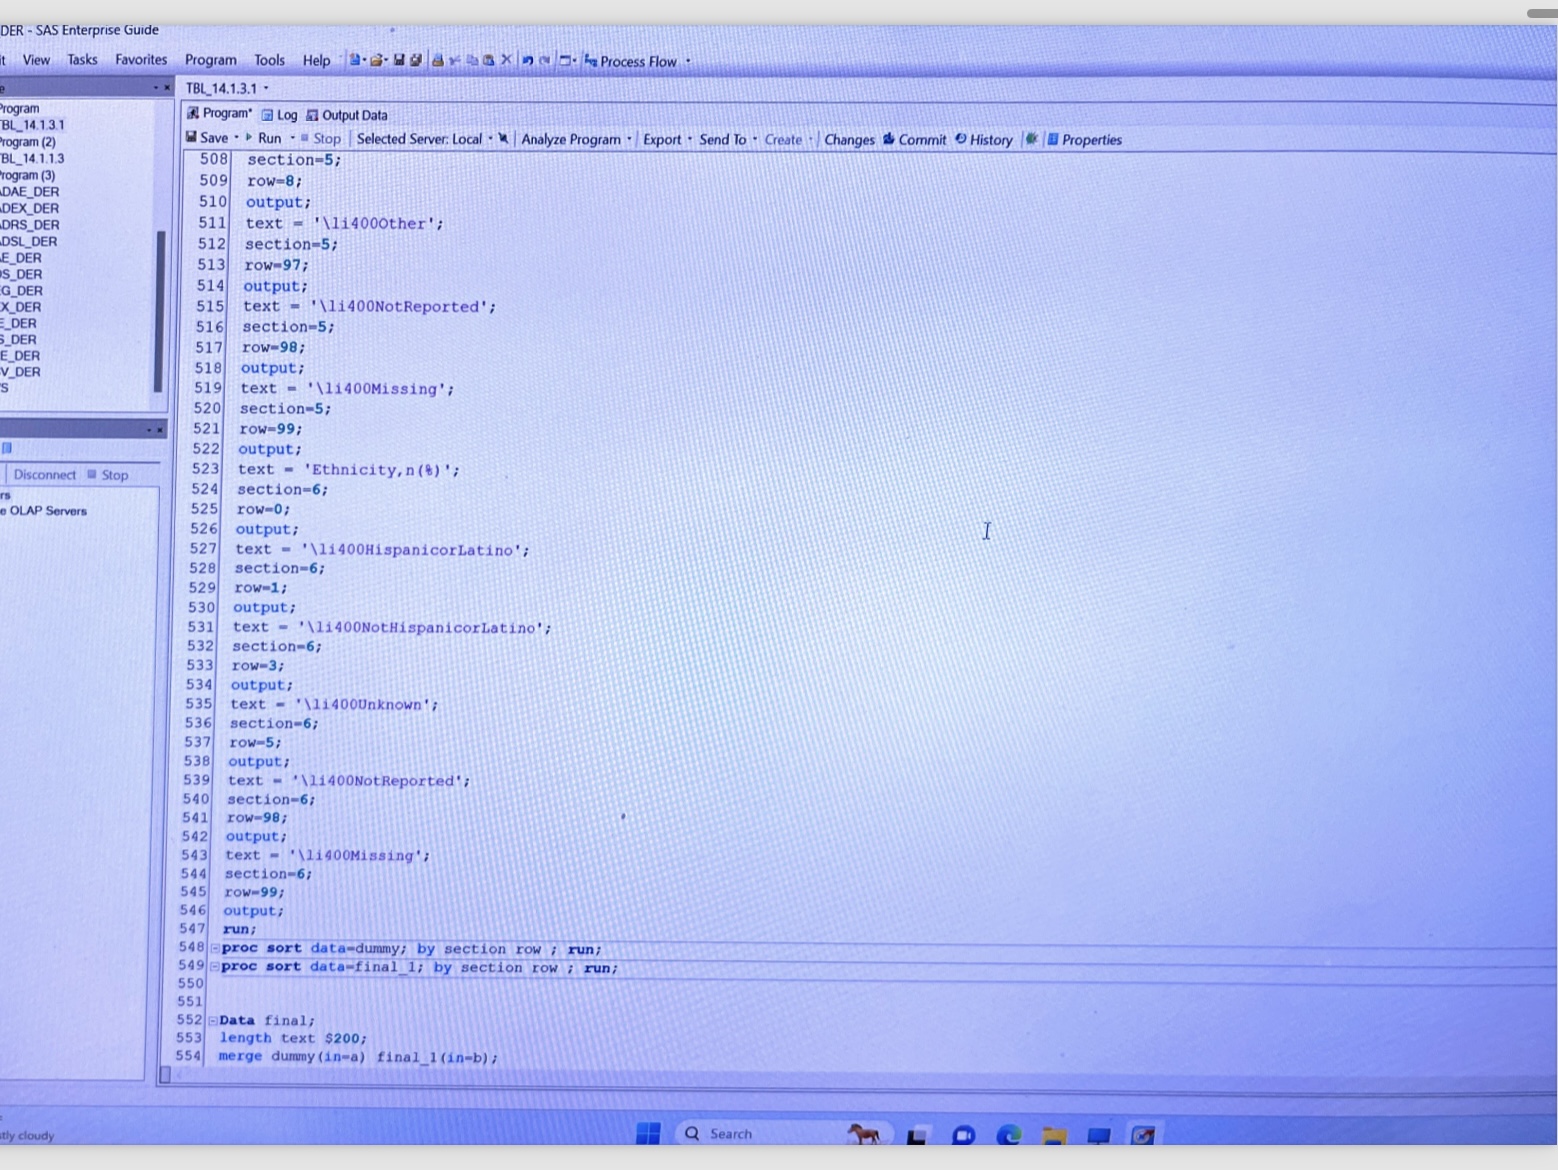 DER - SAS Enterprise Guide
View Tasks Favorites Program Tools Help Process Flow
TBL_14.1.3.1
Program
TBL_14.1.3.1
Program (2)
TBL_14.1.1.3
Program (3)
ADAE_DER
ADEX_DER
ADRS_DER
ADSL_DER
E_DER
S_DER
G_DER
X_DER
E_DER
S_DER
E_DER
V_DER
S
Disconnect Stop
rs
e OLAP Servers
Program* Log Output Data
Save Run Stop Selected Server: Local Analyze Program Export Send To Create Changes Commit History Properties
508 section=5;
509 row=8;
510 output;
511 text = '\li400Other';
512 section=5;
513 row=97;
514 output;
515 text = '\li400NotReported';
516 section=5;
517 row=98;
518 output;
519 text = '\li400Missing';
520 section=5;
521 row=99;
522 output;
523 text = 'Ethnicity,n(%)';
524 section=6;
525 row=0;
526 output;
527 text = '\li400HispanicorLatino';
528 section=6;
529 row=1;
530 output;
531 text = '\li400NotHispanicorLatino';
532 section=6;
533 row=3;
534 output;
535 text = '\li400Unknown';
536 section=6;
537 row=5;
538 output;
539 text = '\li400NotReported';
540 section=6;
541 row=98;
542 output;
543 text = '\li400Missing';
544 section=6;
545 row=99;
546 output;
547 run;
548 proc sort data=dummy; by section row ; run;
549 proc sort data=final_1; by section row ; run;
550
551
552 Data final;
553 length text $200;
554 merge dummy(in=a) final_1(in=b);
tly cloudy
Search